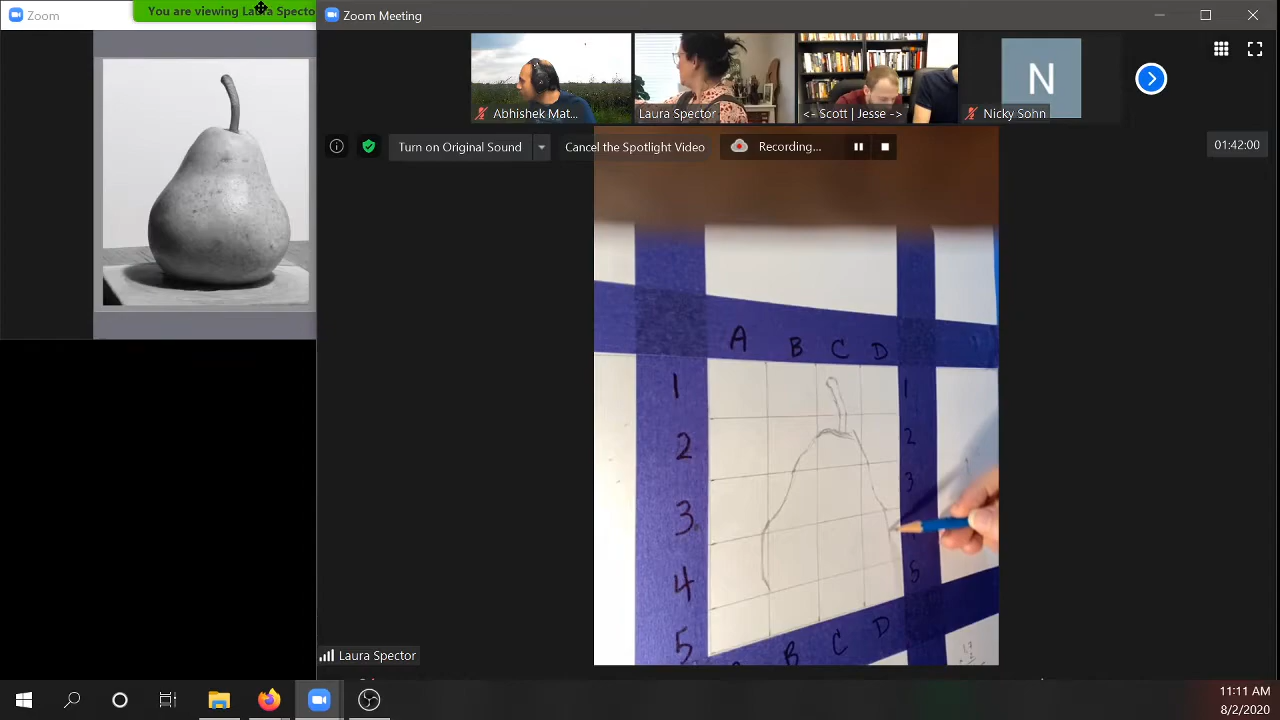 Zoom
You are viewing Laura Specto
Zoom Meeting
Abhishek Mat...
Laura Spector
<- Scott | Jesse ->
N
Nicky Sohn
Turn on Original Sound
Cancel the Spotlight Video
Recording...
01:42:00
A B C D
1 1
2 2
3 3
4
5 5
B C D
Laura Spector
11:11 AM
8/2/2020